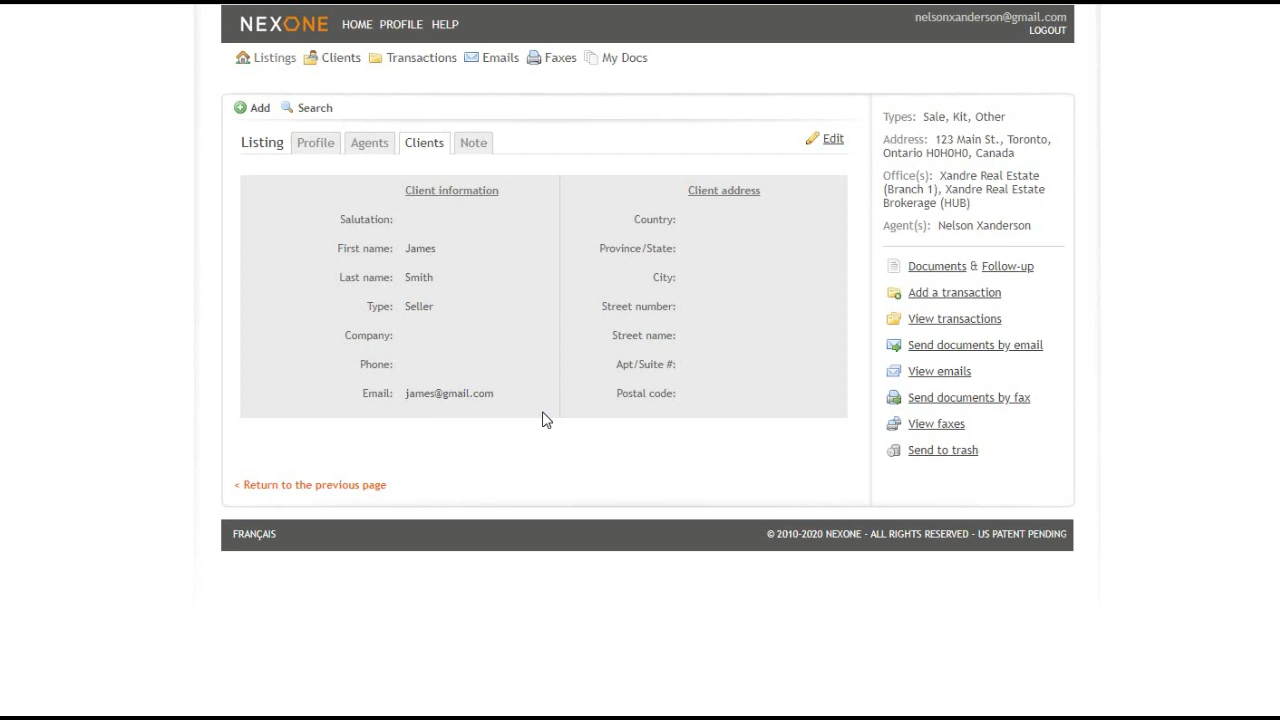 NEXONE HOME PROFILE HELP
nelsonxanderson@gmail.com
LOGOUT
Listings Clients Transactions Emails Faxes My Docs
Add Search
Listing Profile Agents Clients Note Edit
Client information
Salutation:
First name: James
Last name: Smith
Type: Seller
Company:
Phone:
Email: james@gmail.com
Client address
Country:
Province/State:
City:
Street number:
Street name:
Apt/Suite #:
Postal code:
< Return to the previous page
Types: Sale, Kit, Other
Address: 123 Main St., Toronto,
Ontario H0H0H0, Canada
Office(s): Xandre Real Estate
(Branch 1), Xandre Real Estate
Brokerage (HUB)
Agent(s): Nelson Xanderson
Documents & Follow-up
Add a transaction
View transactions
Send documents by email
View emails
Send documents by fax
View faxes
Send to trash
FRANÇAIS
© 2010-2020 NEXONE - ALL RIGHTS RESERVED - US PATENT PENDING